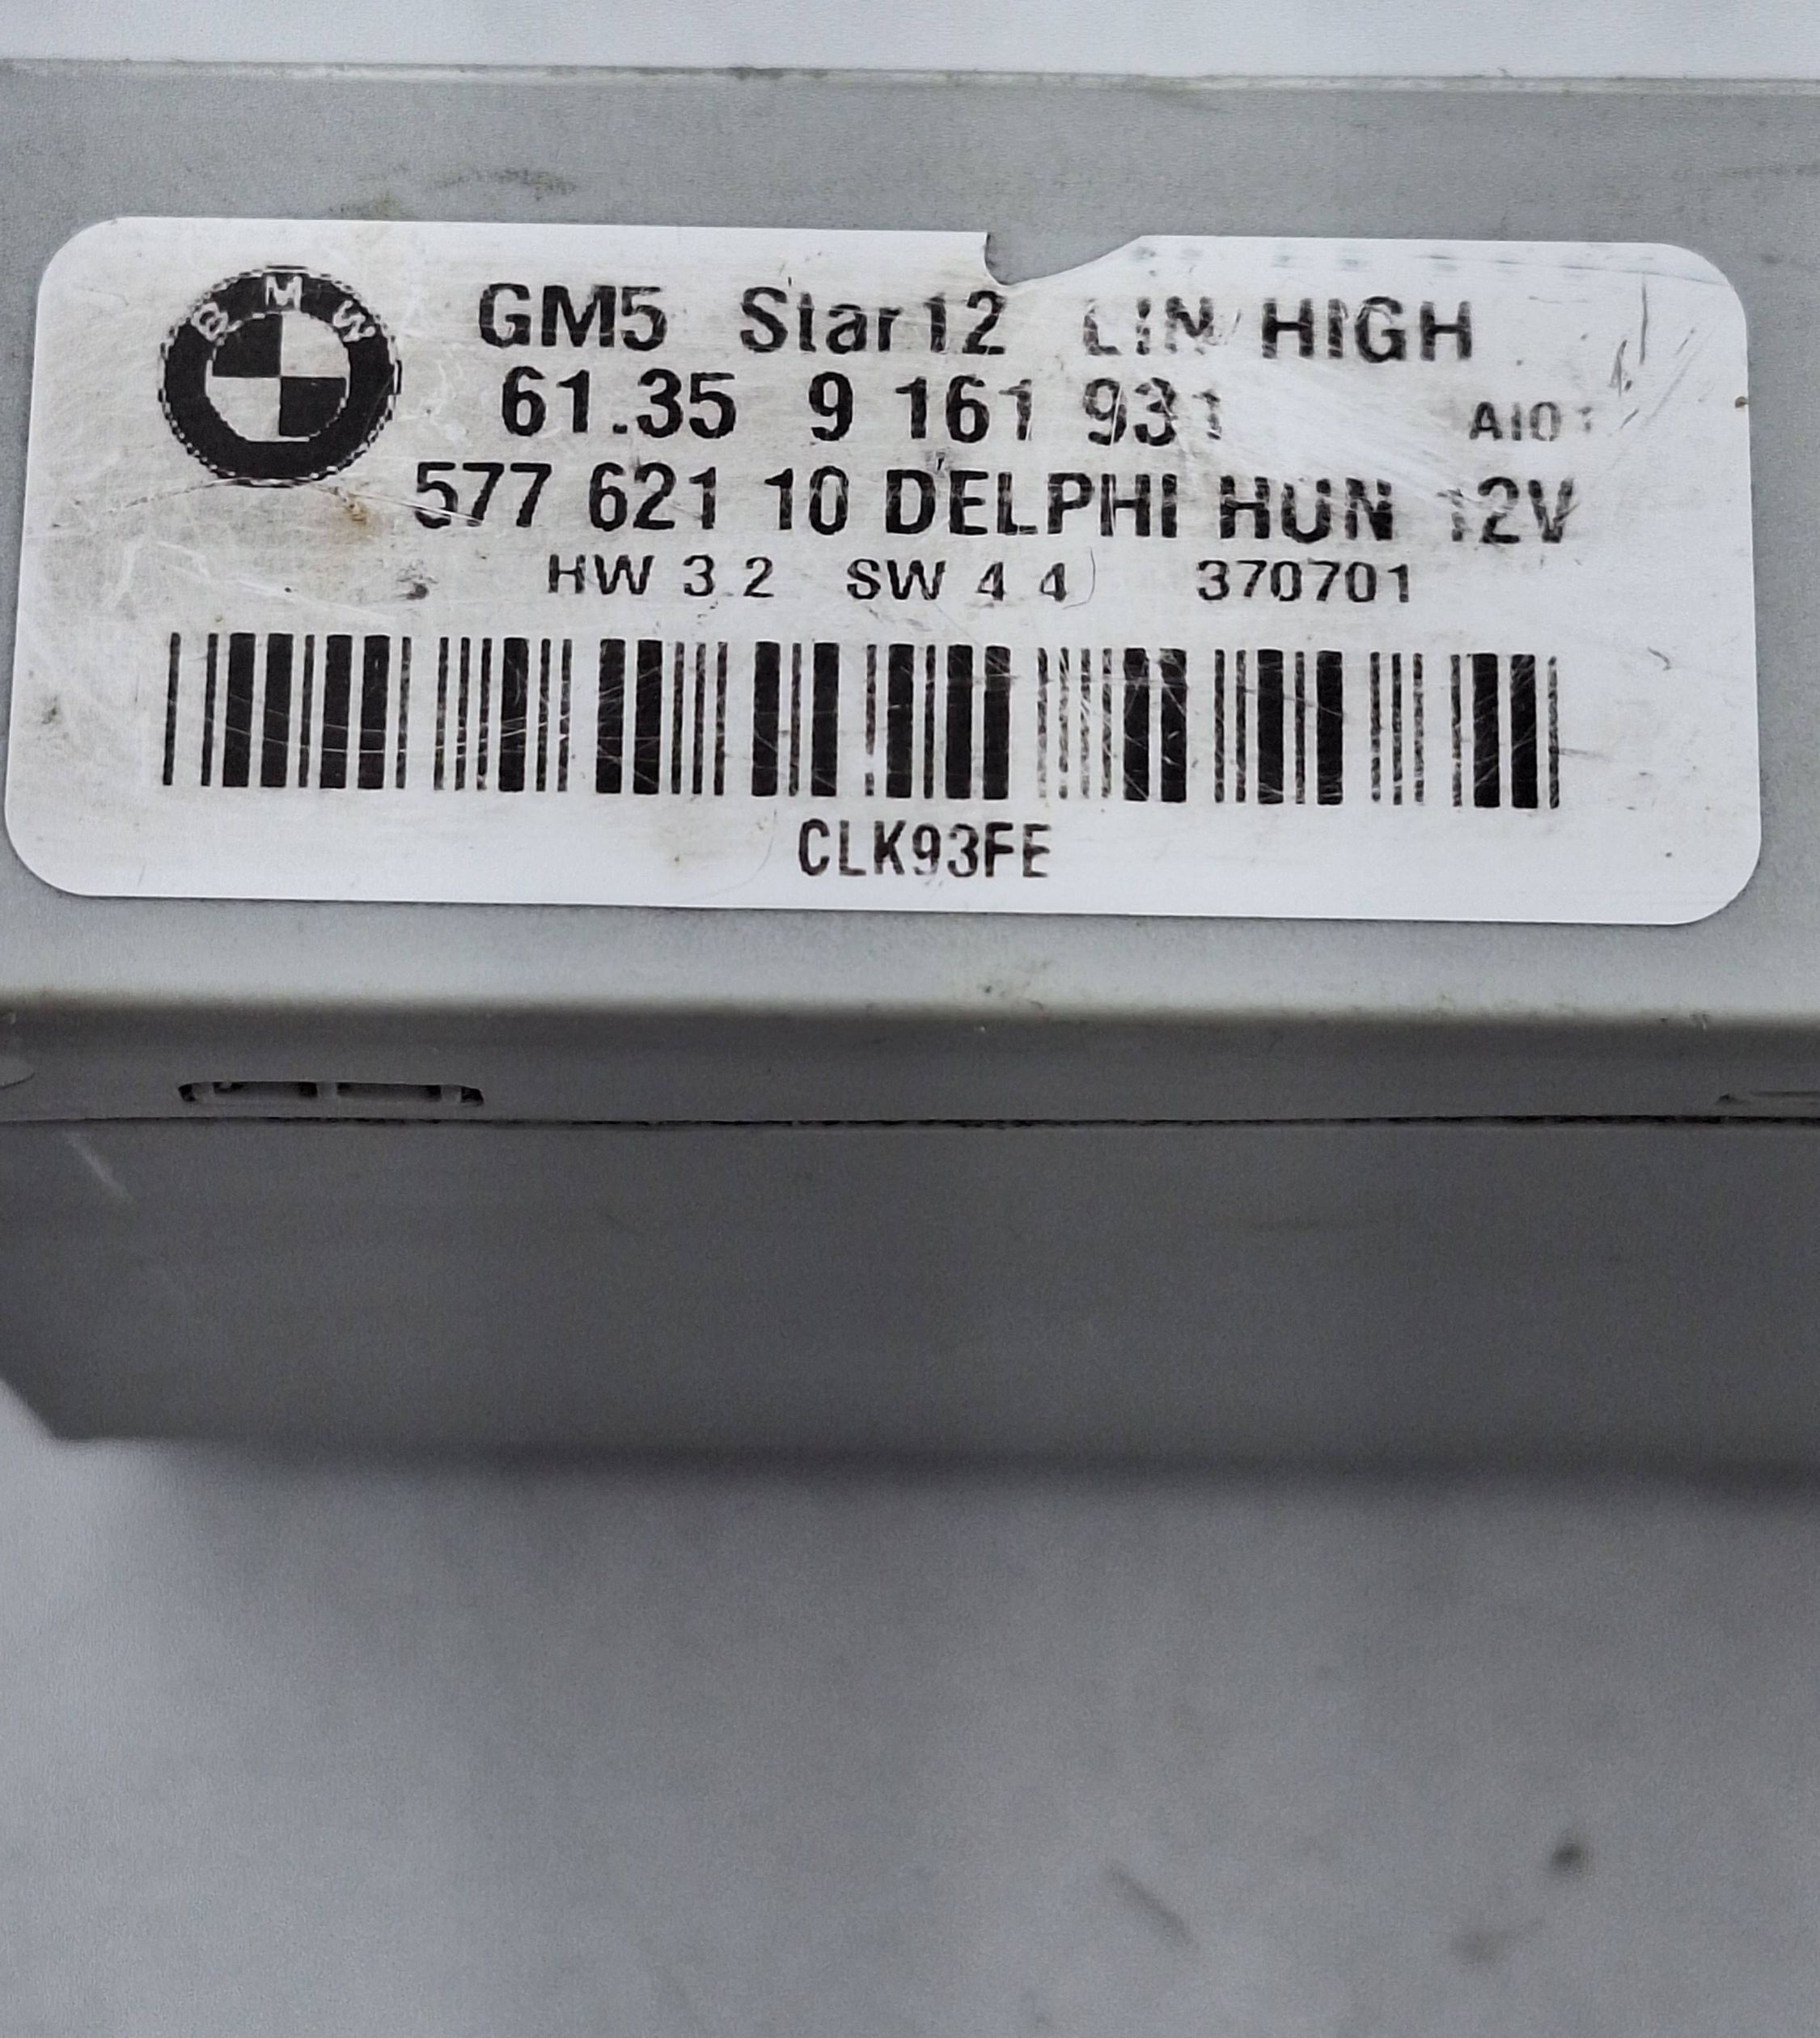 BMW
GM5 Star12 LIN HIGH
61.35 9 161 931 AI01
577 621 10 DELPHI HUN 12V
HW 3 2 SW 4 4 370701
CLK93FE